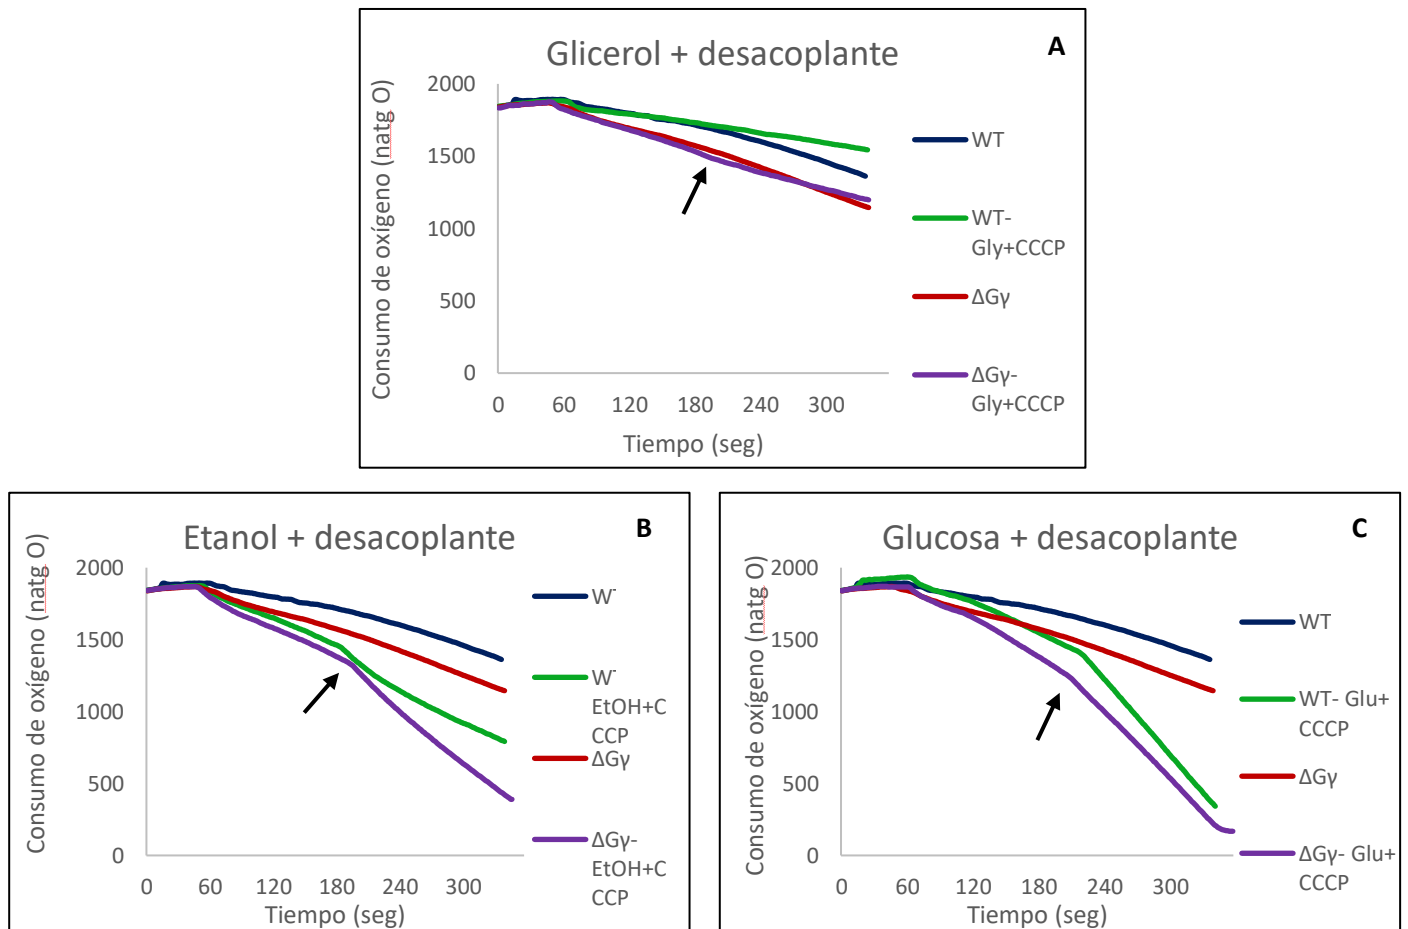 Glicerol + desacoplante
A
Consumo de oxígeno (natg O)
2000
1500
1000
500
0
0 60 120 180 240 300
Tiempo (seg)
WT
WT-
Gly+CCCP
ΔGγ
ΔGγ-
Gly+CCCP
Etanol + desacoplante
B
Consumo de oxígeno (natg O)
2000
1500
1000
500
0
0 60 120 180 240 300
Tiempo (seg)
W
W
EtOH+C
CCP
ΔGγ
ΔGγ-
EtOH+C
CCP
Glucosa + desacoplante
C
Consumo de oxígeno (natg O)
2000
1500
1000
500
0
0 60 120 180 240 300
Tiempo (seg)
WT
WT- Glu+
CCCP
ΔGγ
ΔGγ- Glu+
CCCP